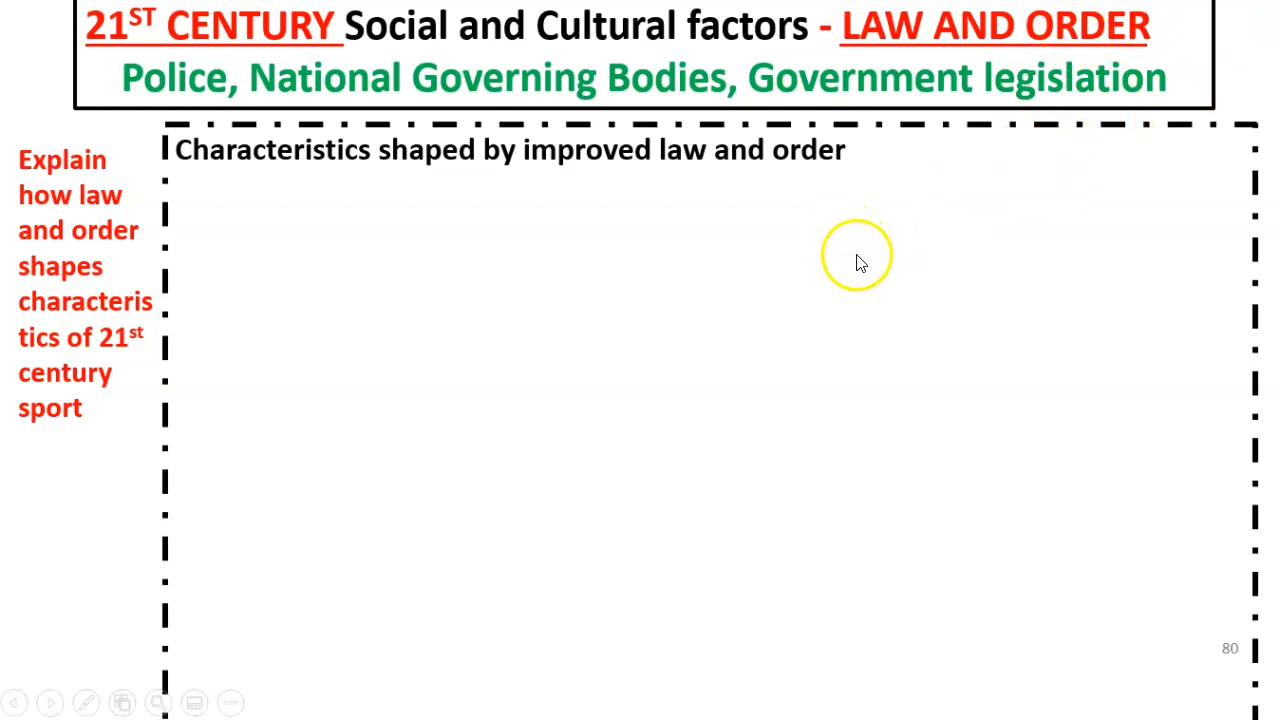 21ST CENTURY Social and Cultural factors - LAW AND ORDER
Police, National Governing Bodies, Government legislation
Explain
how law
and order
shapes
characteris
tics of 21st
century
sport
Characteristics shaped by improved law and order
80